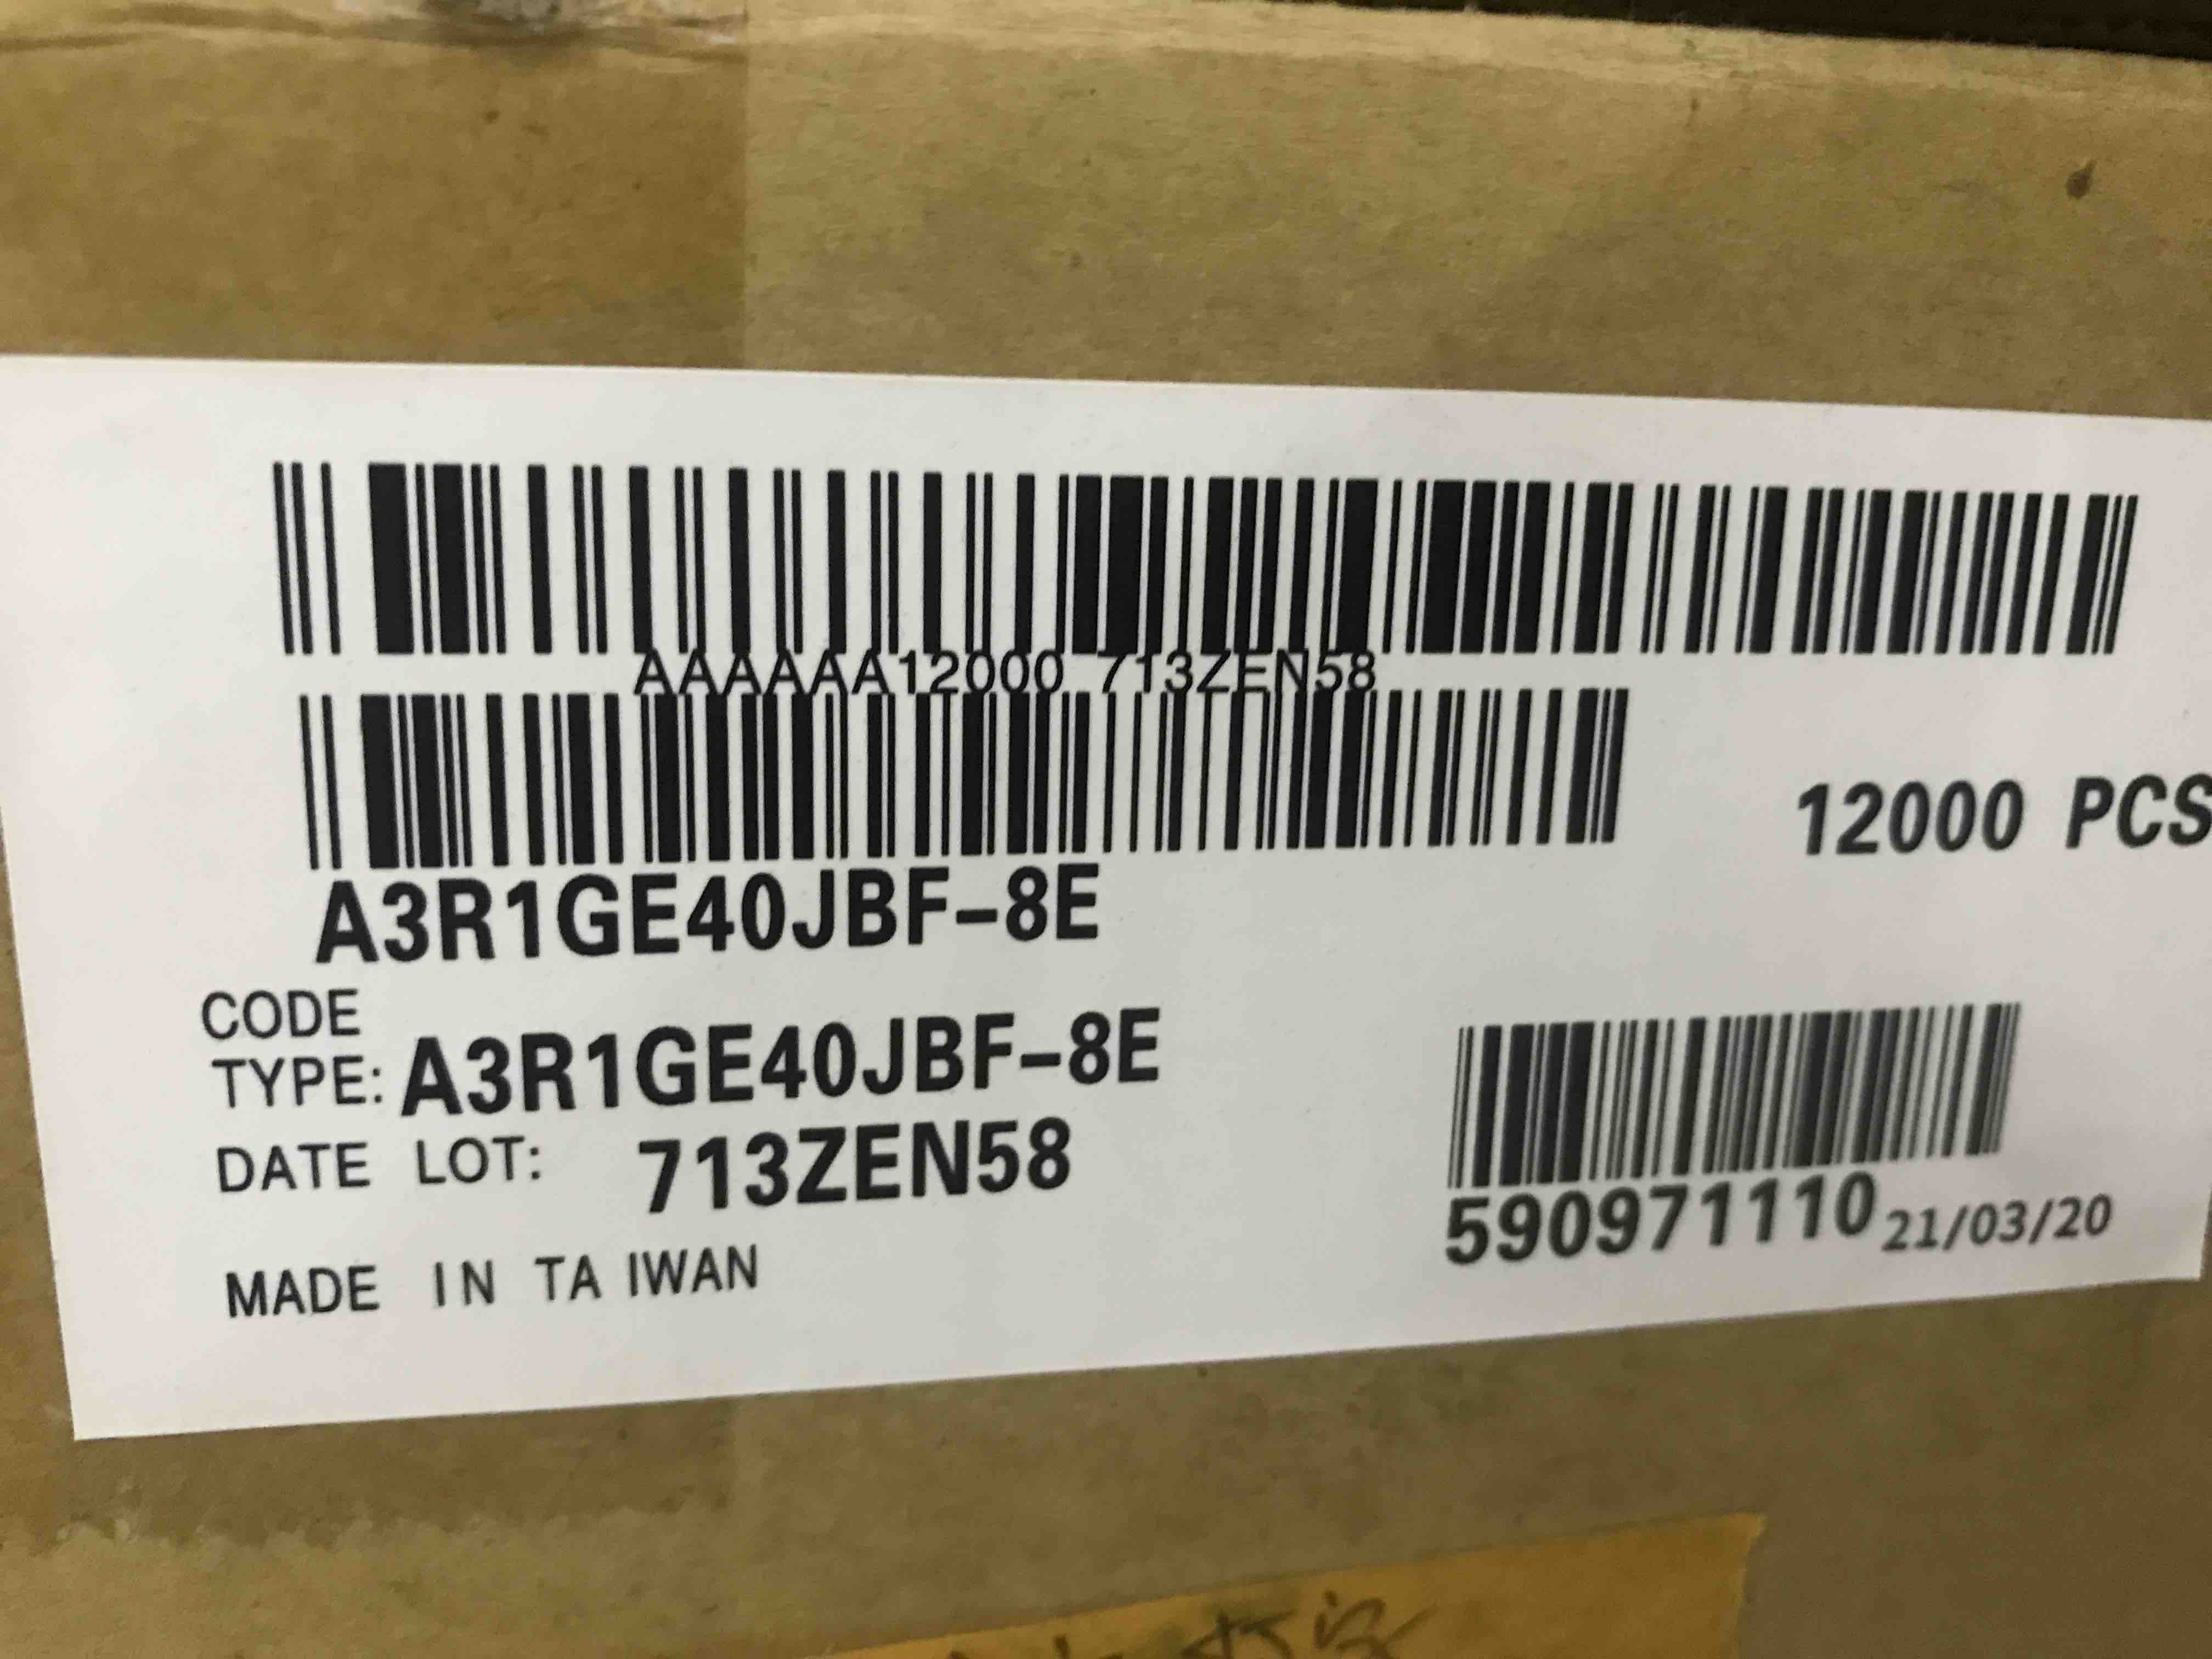 AAAAAA12000 713ZEN58
12000 PCS
A3R1GE40JBF-8E
CODE
TYPE: A3R1GE40JBF-8E
DATE LOT: 713ZEN58
590971110 21/03/20
MADE IN TA IWAN